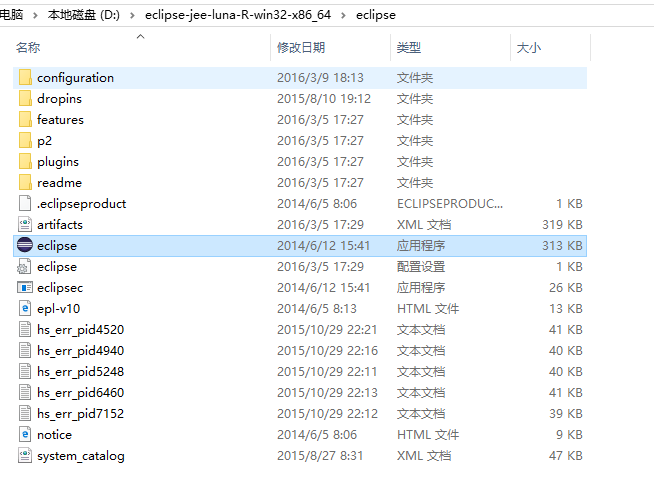 电脑 > 本地磁盘 (D:) > eclipse-jee-luna-R-win32-x86_64 > eclipse
名称 修改日期 类型 大小
configuration 2016/3/9 18:13 文件夹
dropins 2015/8/10 19:12 文件夹
features 2016/3/5 17:27 文件夹
p2 2016/3/5 17:27 文件夹
plugins 2016/3/5 17:27 文件夹
readme 2016/3/5 17:27 文件夹
.eclipseproduct 2014/6/5 8:06 ECLIPSEPRODUC... 1 KB
artifacts 2016/3/5 17:29 XML 文档 319 KB
eclipse 2014/6/12 15:41 应用程序 313 KB
eclipse 2016/3/5 17:29 配置设置 1 KB
eclipsec 2014/6/12 15:41 应用程序 26 KB
epl-v10 2014/6/5 8:13 HTML 文件 13 KB
hs_err_pid4520 2015/10/29 22:21 文本文档 41 KB
hs_err_pid4940 2015/10/29 22:16 文本文档 40 KB
hs_err_pid5248 2015/10/29 22:11 文本文档 40 KB
hs_err_pid6460 2015/10/29 22:13 文本文档 41 KB
hs_err_pid7152 2015/10/29 22:12 文本文档 39 KB
notice 2014/6/5 8:06 HTML 文件 9 KB
system_catalog 2015/8/27 8:31 XML 文档 47 KB